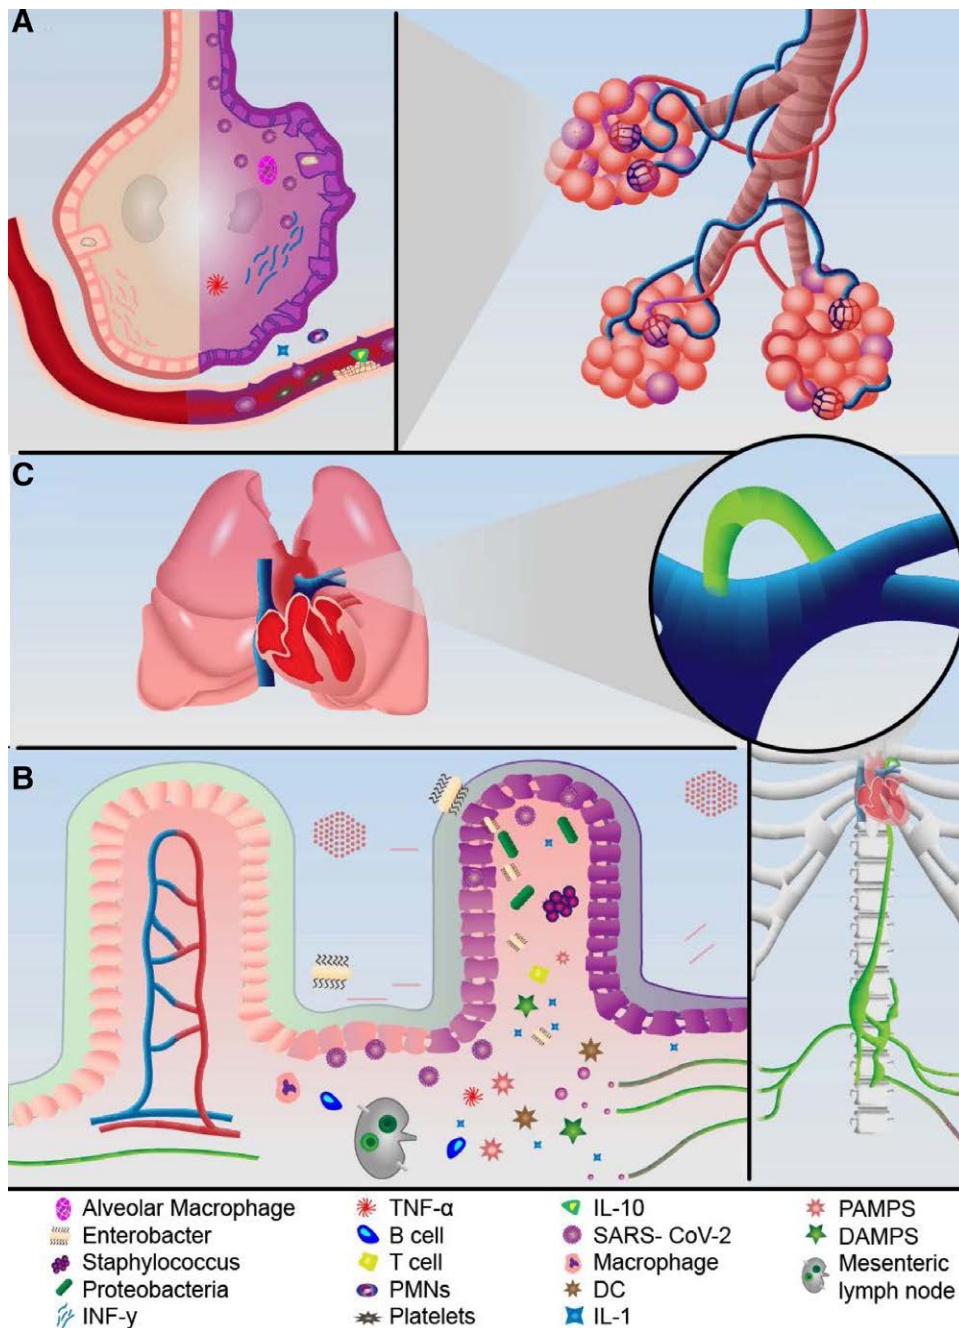 A
C
B
Alveolar Macrophage
Enterobacter
Staphylococcus
Proteobacteria
INF-y
TNF-α
B cell
T cell
PMNs
Platelets
IL-10
SARS- CoV-2
Macrophage
DC
IL-1
PAMPS
DAMPS
Mesenteric
lymph node